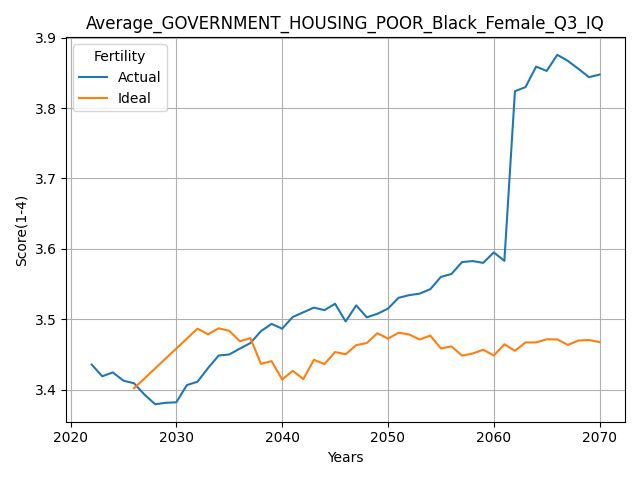 Average_GOVERNMENT_HOUSING_POOR_Black_Female_Q3_IQ
3.9
Fertility
Actual
Ideal
3.8
3.7
3.6
3.5
3.4
Score(1-4)
2020 2030 2040 2050 2060 2070
Years